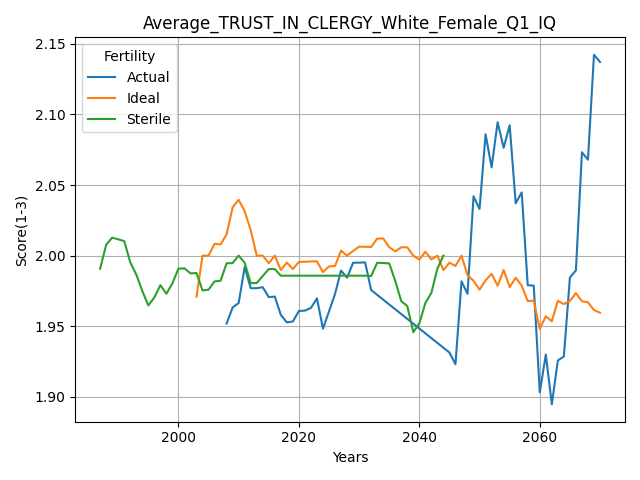 Average_TRUST_IN_CLERGY_White_Female_Q1_IQ
Fertility
Actual
Ideal
Sterile
Score(1-3)
2.15
2.10
2.05
2.00
1.95
1.90
2000
2020
2040
2060
Years